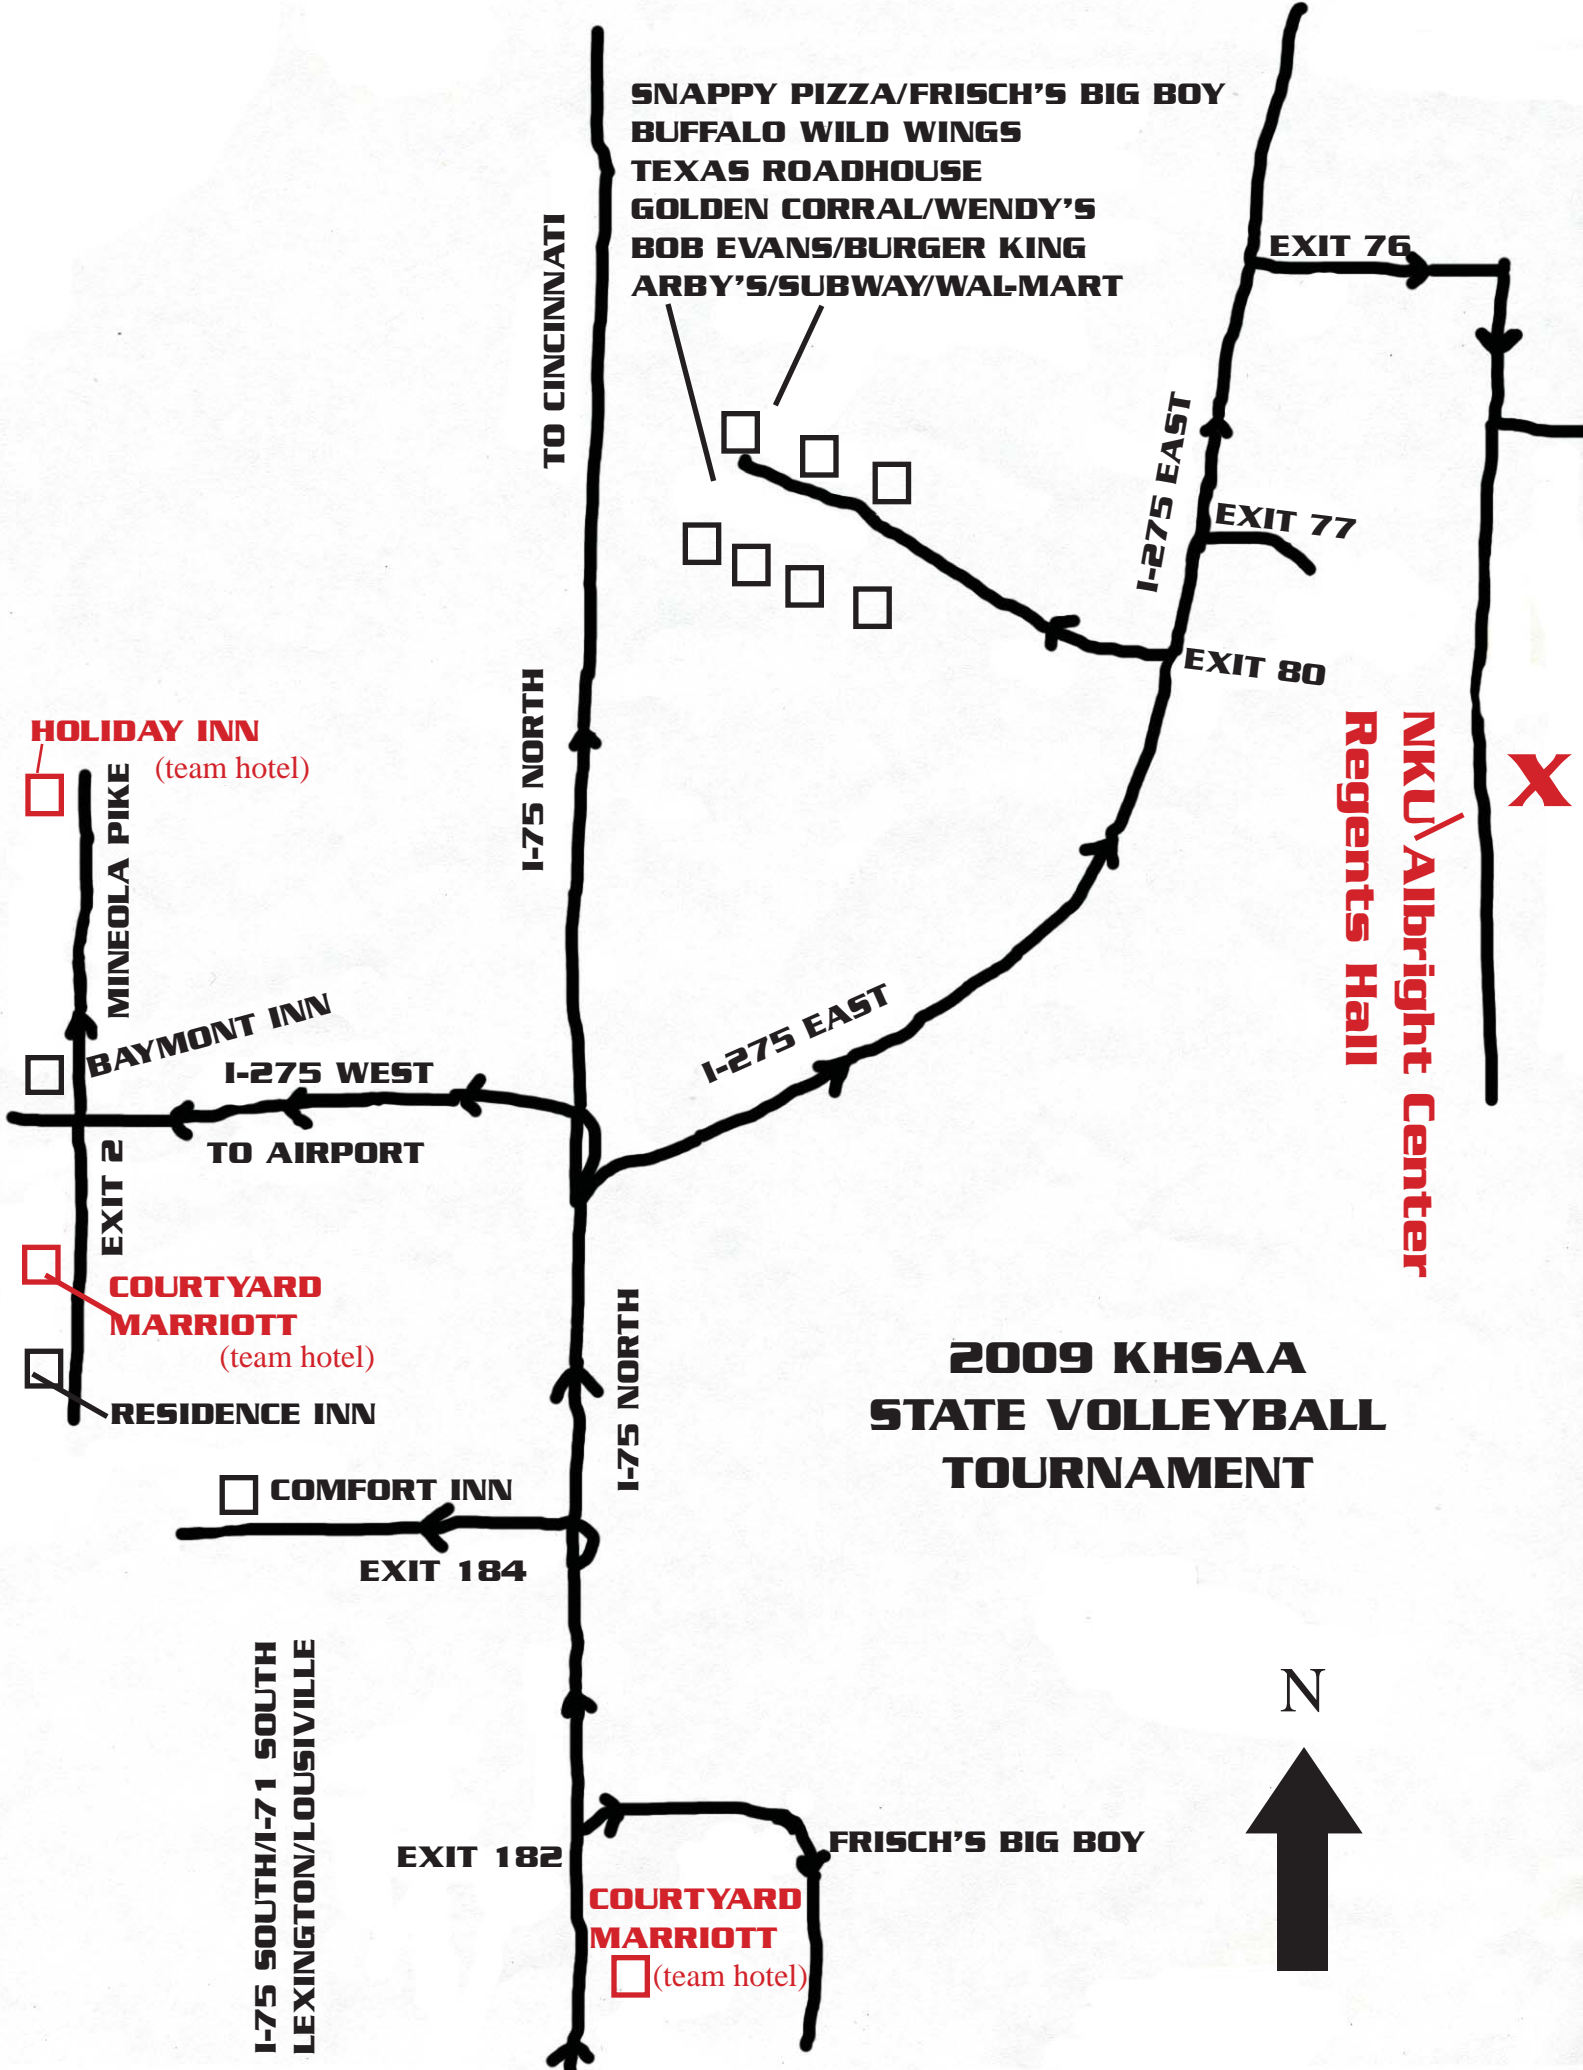 SNAPPY PIZZA/FRISCH'S BIG BOY
BUFFALO WILD WINGS
TEXAS ROADHOUSE
GOLDEN CORRAL/WENDY'S
BOB EVANS/BURGER KING
ARBY'S/SUBWAY/WAL-MART
TO CINCINNATI
EXIT 76
I-275 EAST
EXIT 77
EXIT 80
I-75 NORTH
HOLIDAY INN
(team hotel)
MINEOLA PIKE
NKU\Albright Center
Regents Hall
X
BAYMONT INN
I-275 WEST
I-275 EAST
TO AIRPORT
EXIT 2
COURTYARD
MARRIOTT
(team hotel)
RESIDENCE INN
I-75 NORTH
2009 KHSAA
STATE VOLLEYBALL
TOURNAMENT
COMFORT INN
EXIT 184
I-75 SOUTH/I-71 SOUTH
LEXINGTON/LOUSIVILLE
N
EXIT 182
FRISCH'S BIG BOY
COURTYARD
MARRIOTT
(team hotel)